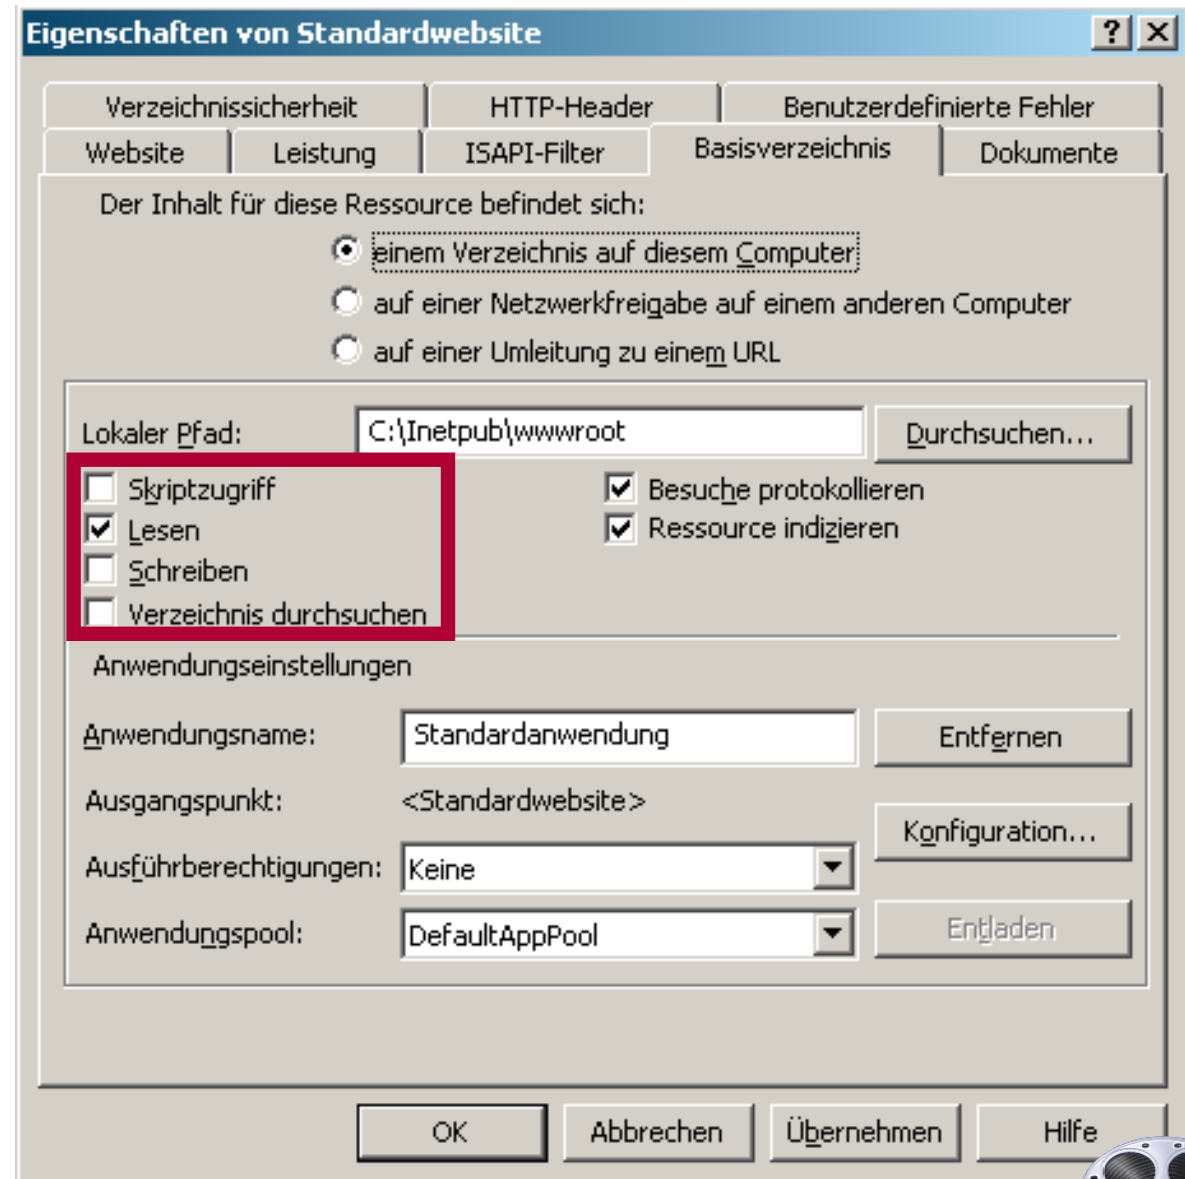 Eigenschaften von Standardwebsite
Verzeichnissicherheit HTTP-Header Benutzerdefinierte Fehler
Website Leistung ISAPI-Filter Basisverzeichnis Dokumente
Der Inhalt für diese Ressource befindet sich:
einem Verzeichnis auf diesem Computer
auf einer Netzwerkfreigabe auf einem anderen Computer
auf einer Umleitung zu einem URL
Lokaler Pfad: C:\Inetpub\wwwroot Durchsuchen...
Skriptzugriff Besuche protokollieren
Lesen Ressource indizieren
Schreiben
Verzeichnis durchsuchen
Anwendungseinstellungen
Anwendungsname: Standardanwendung Entfernen
Ausgangspunkt: <Standardwebsite>
Konfiguration...
Ausführberechtigungen: Keine
Anwendungspool: DefaultAppPool Entladen
OK Abbrechen Übernehmen Hilfe